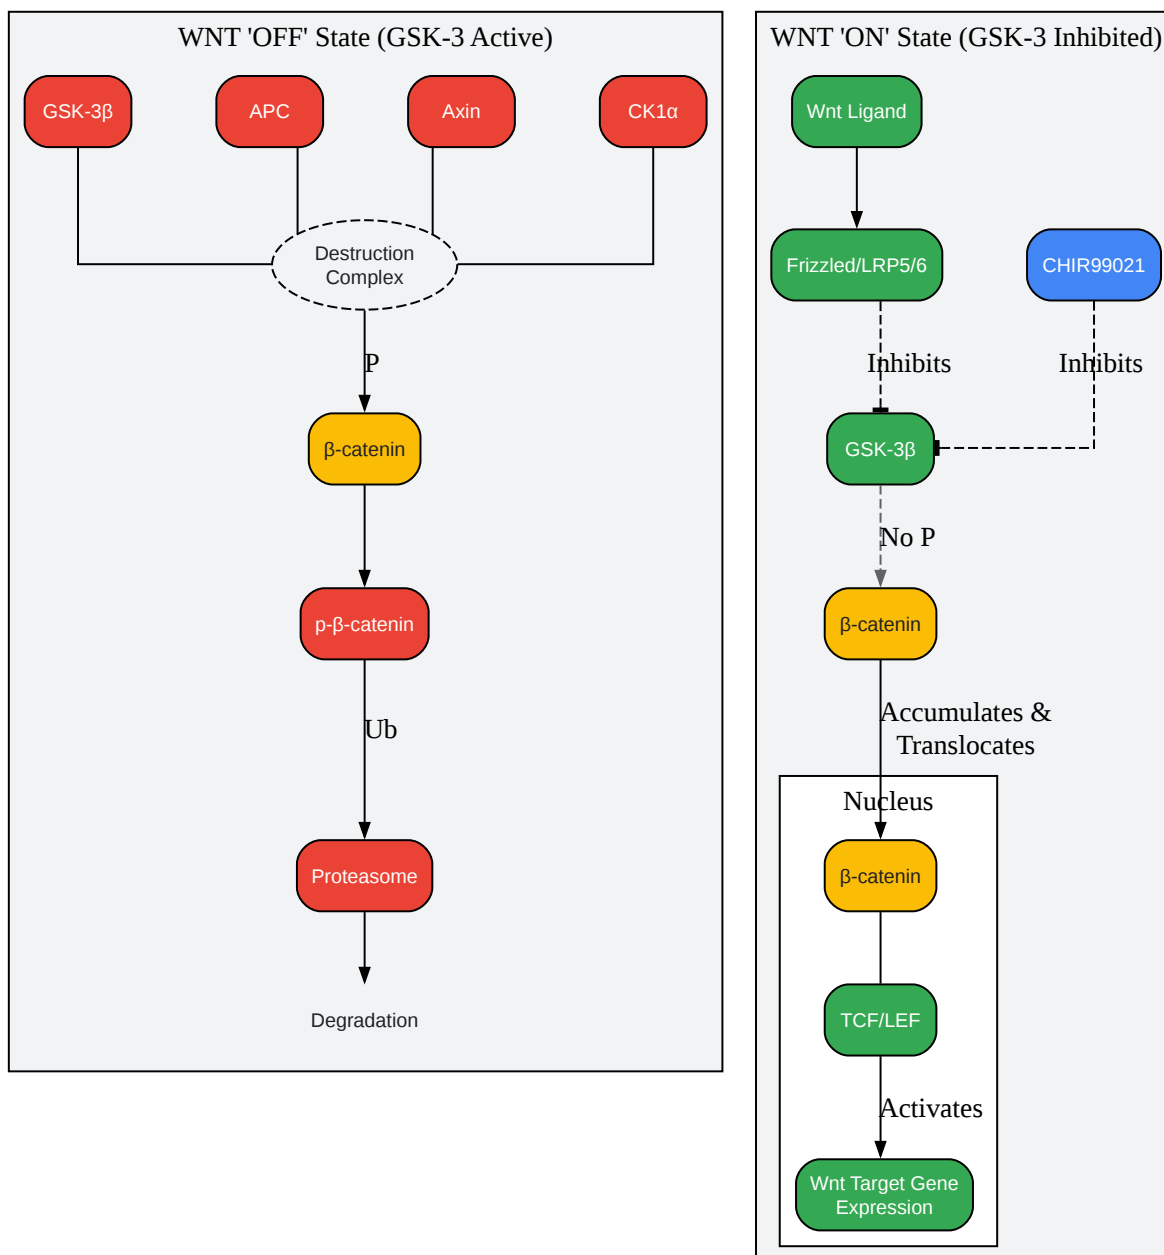 WNT 'OFF' State (GSK-3 Active)
GSK-3β
APC
Axin
CK1α
Destruction
Complex
P
β-catenin
p-β-catenin
Ub
Proteasome
Degradation
WNT 'ON' State (GSK-3 Inhibited)
Wnt Ligand
Frizzled/LRP5/6
CHIR99021
Inhibits
Inhibits
GSK-3β
No P
β-catenin
Accumulates &
Translocates
Nucleus
β-catenin
TCF/LEF
Activates
Wnt Target Gene
Expression